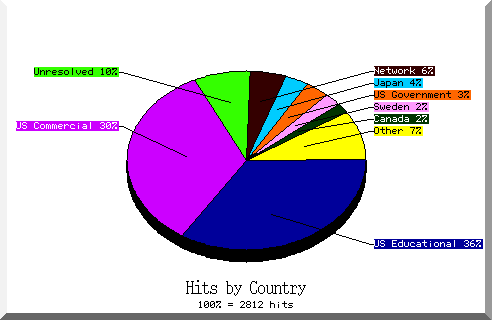 Unresolved 10%
Network 6%
Japan 4%
US Government 3%
Sweden 2%
Canada 2%
US Commercial 30%
Other 7%
US Educational 36%
Hits by Country
100% = 2812 hits